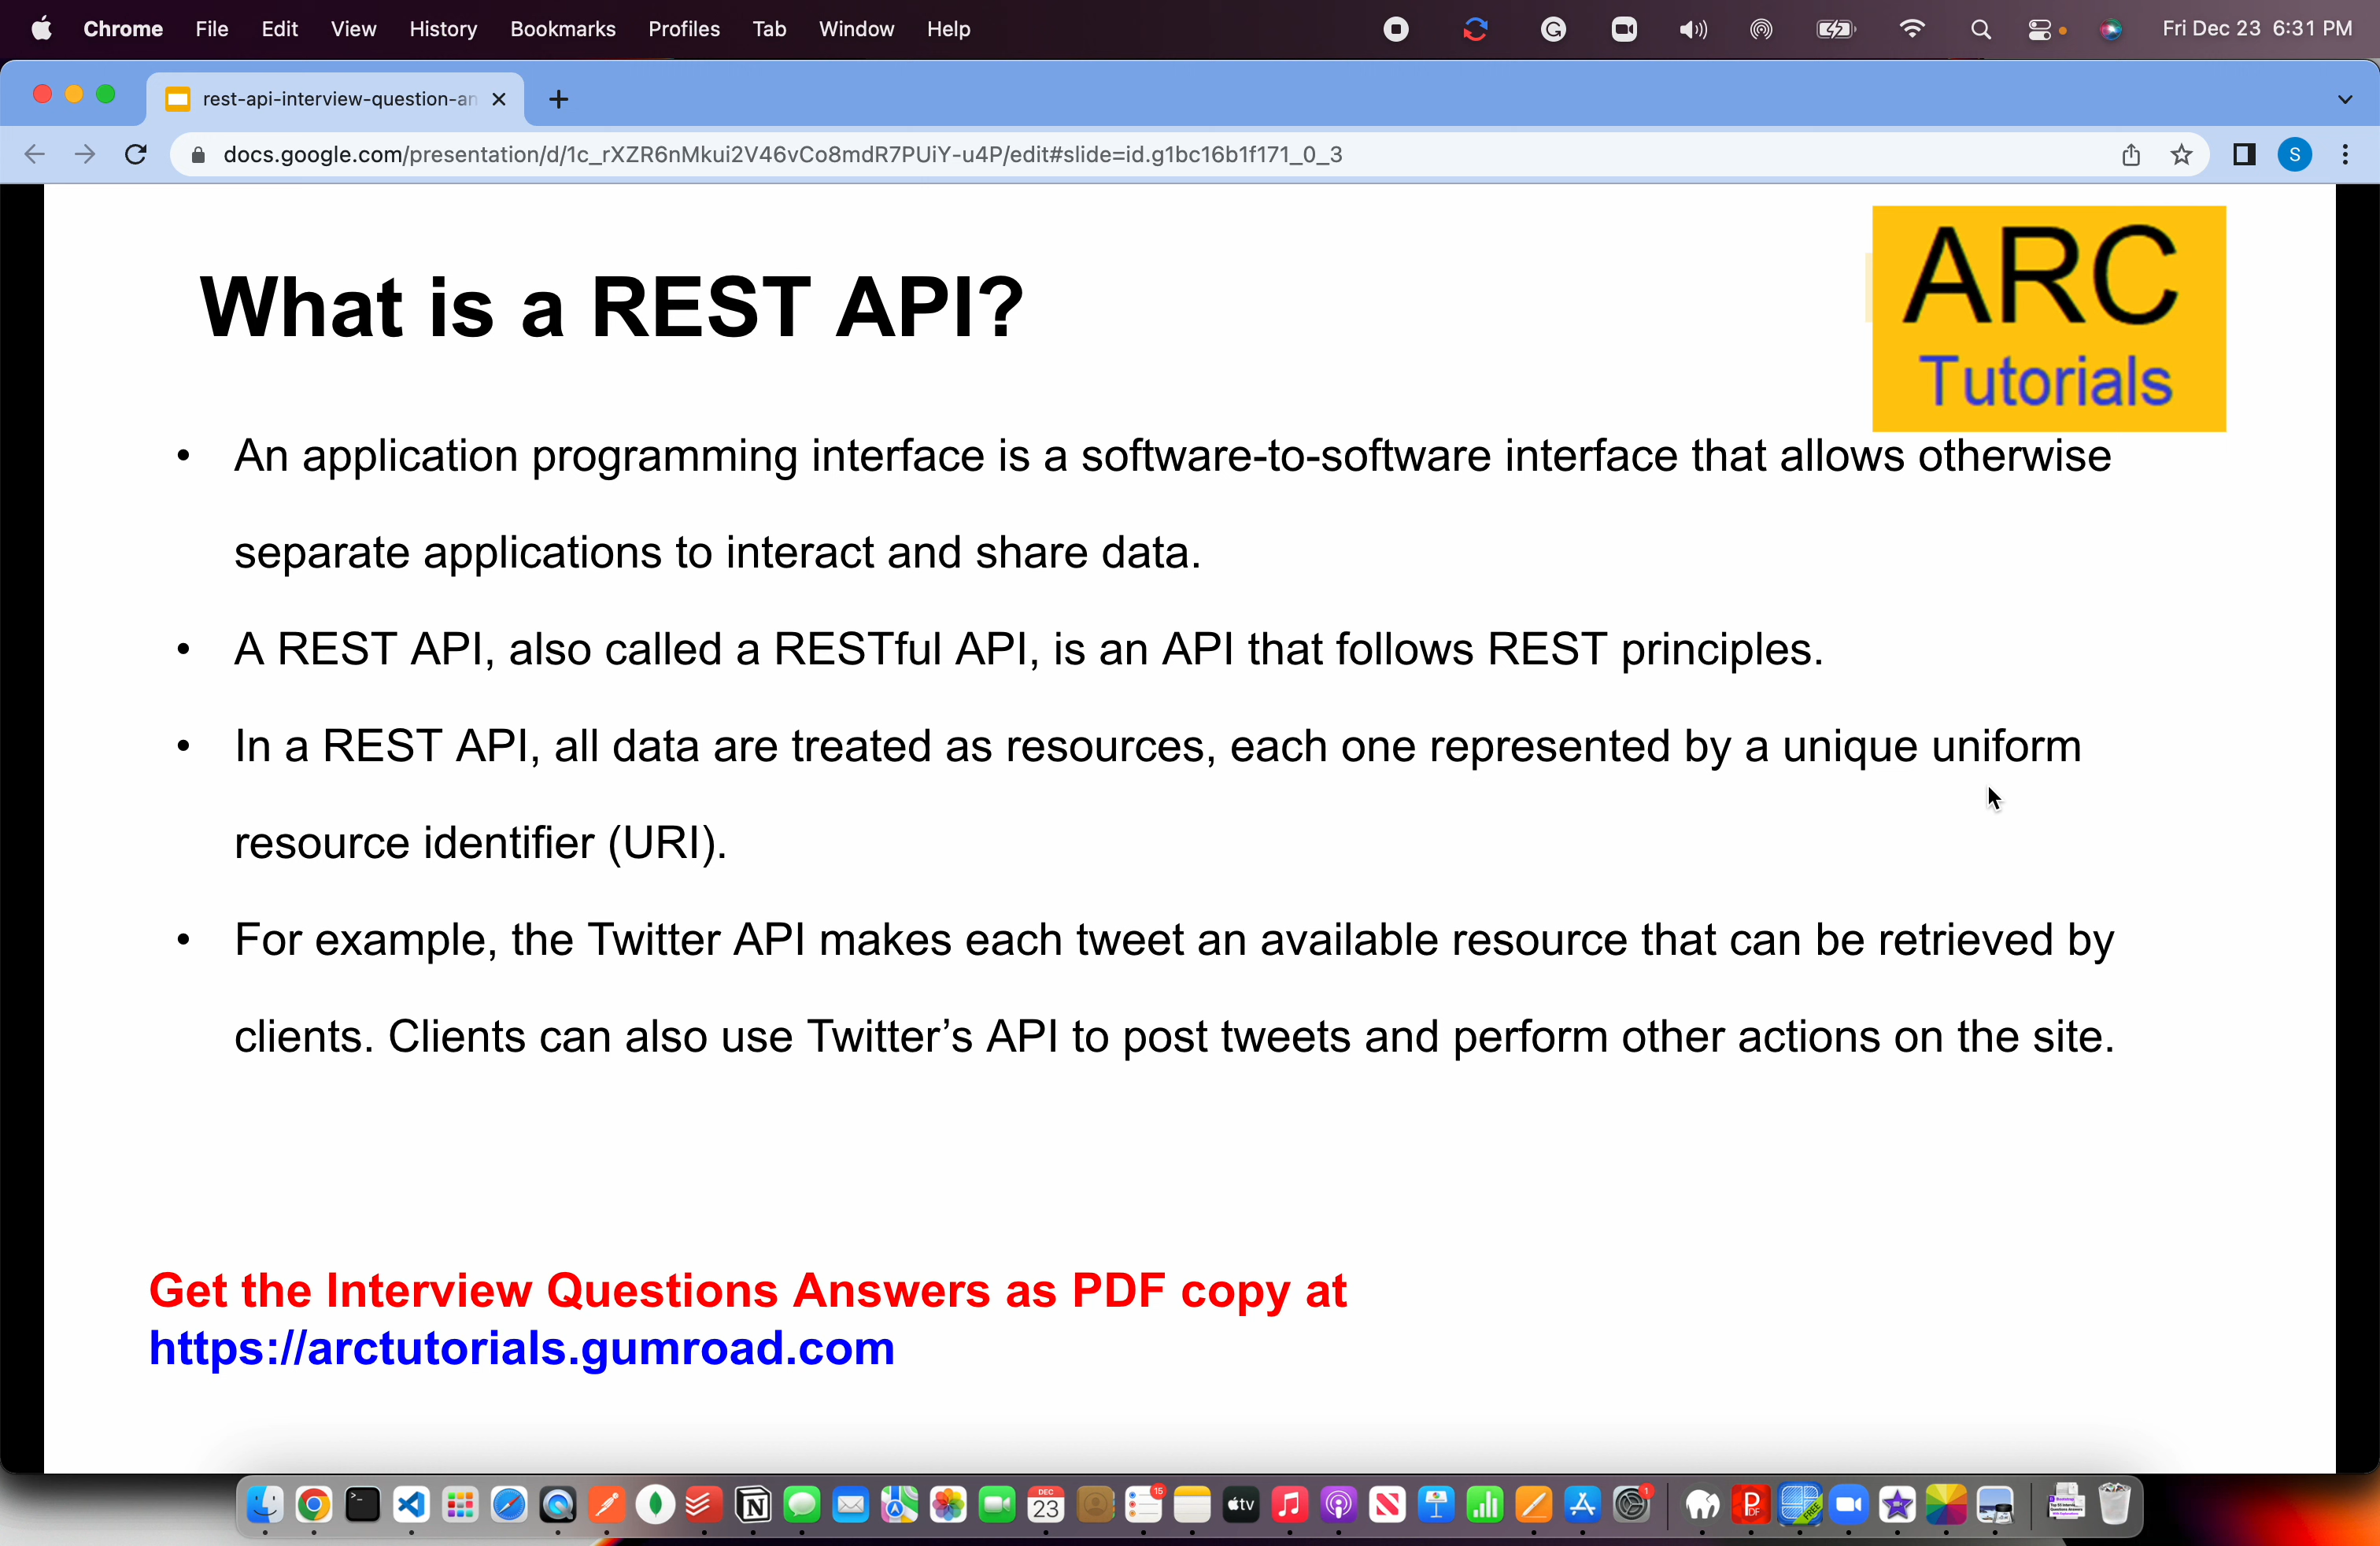 Chrome File Edit View History Bookmarks Profiles Tab Window Help Fri Dec 23 6:31 PM
rest-api-interview-question-an
docs.google.com/presentation/d/1c_rXZR6nMkui2V46vCo8mdR7PUiY-u4P/edit#slide=id.g1bc16b1f171_0_3
S
ARC
Tutorials
What is a REST API?
• An application programming interface is a software-to-software interface that allows otherwise
separate applications to interact and share data.
• A REST API, also called a RESTful API, is an API that follows REST principles.
• In a REST API, all data are treated as resources, each one represented by a unique uniform
resource identifier (URI).
• For example, the Twitter API makes each tweet an available resource that can be retrieved by
clients. Clients can also use Twitter’s API to post tweets and perform other actions on the site.
Get the Interview Questions Answers as PDF copy at
https://arctutorials.gumroad.com
DEC
23
15
tv
1
PDF
FREE